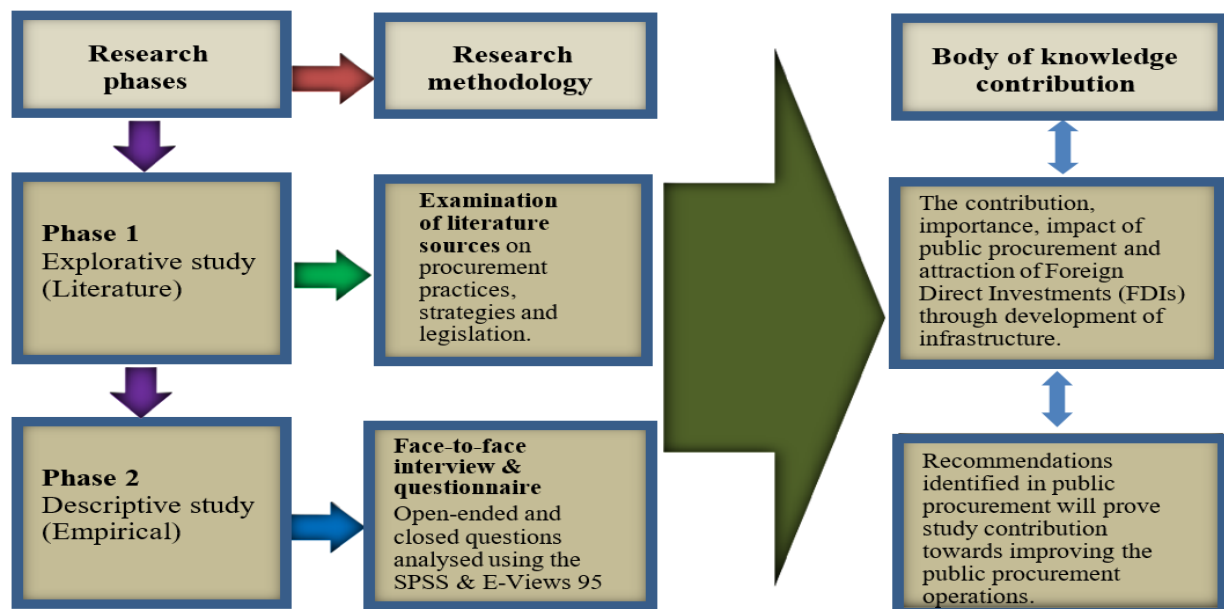 Research
phases
Research
methodology
Body of knowledge
contribution
Phase 1
Explorative study
(Literature)
Examination
of literature
sources on
procurement
practices,
strategies and
legislation.
The contribution,
importance, impact of
public procurement and
attraction of Foreign
Direct Investments (FDIs)
through development of
infrastructure.
Phase 2
Descriptive study
(Empirical)
Face-to-face
interview &
questionnaire
Open-ended and
closed questions
analysed using the
SPSS & E-Views 95
Recommendations
identified in public
procurement will prove
study contribution
towards improving the
public procurement
operations.